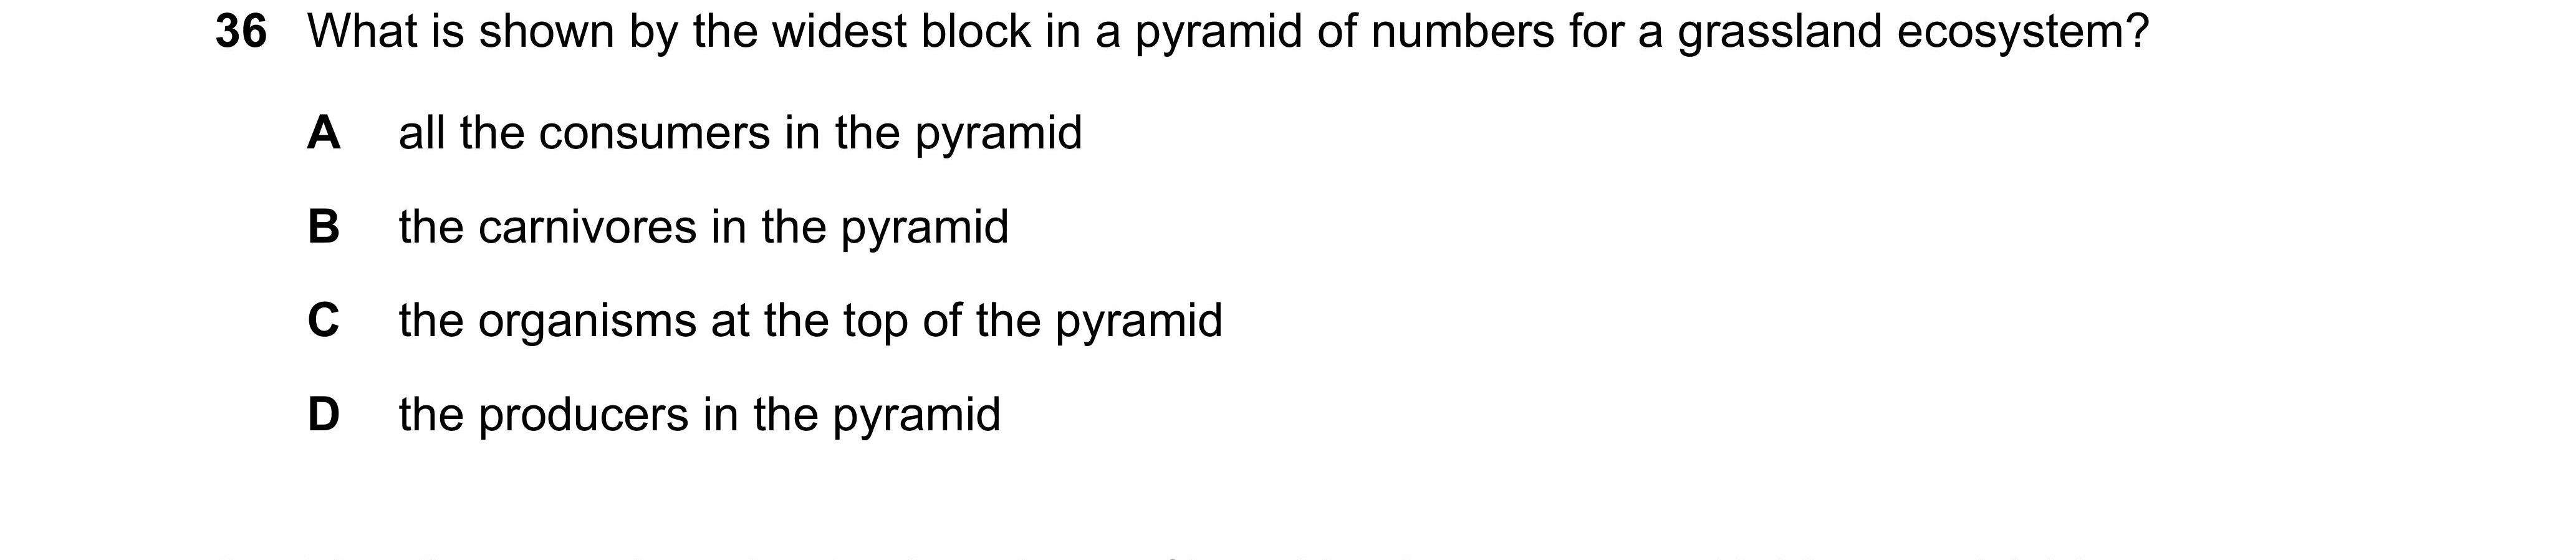 36 What is shown by the widest block in a pyramid of numbers for a grassland ecosystem?
A all the consumers in the pyramid
B the carnivores in the pyramid
C the organisms at the top of the pyramid
D the producers in the pyramid